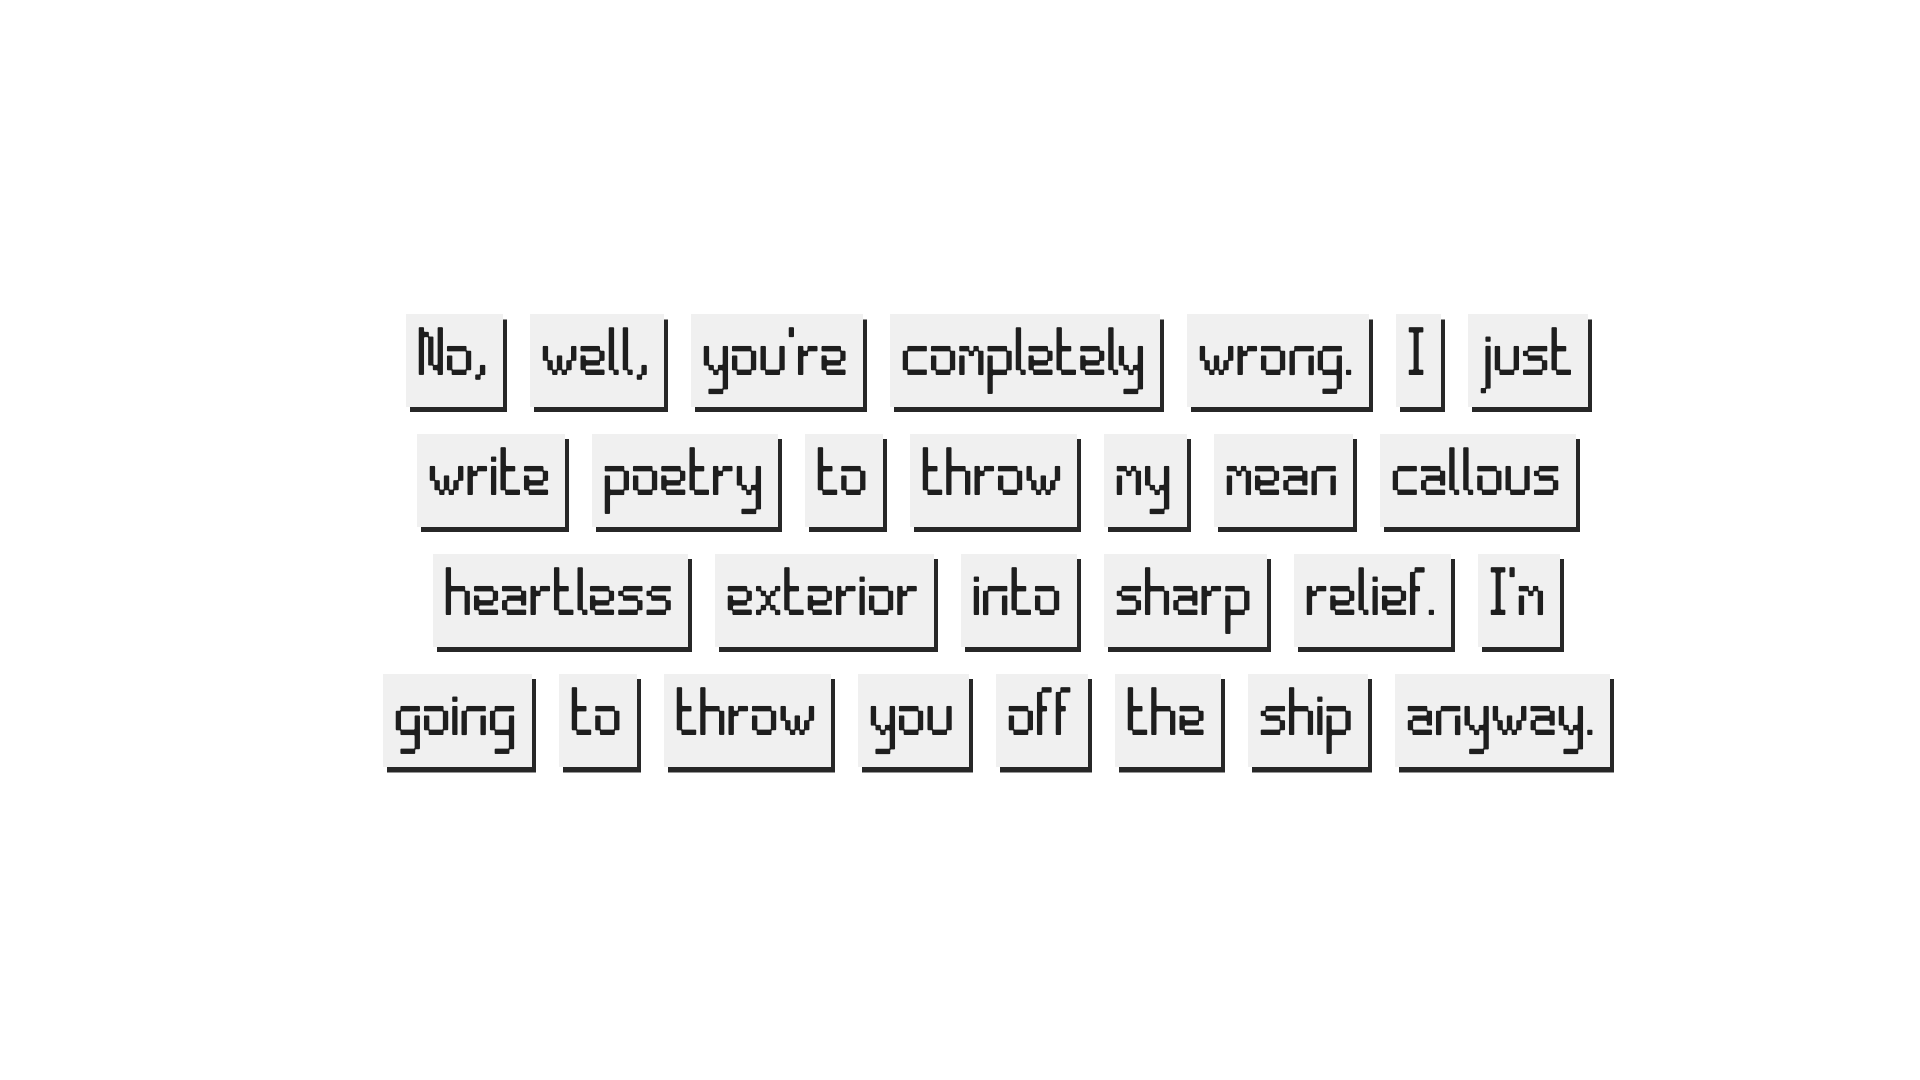 No, well, you're completely wrong. I just
write poetry to throw my mean callous
heartless exterior into sharp relief. I'm
going to throw you off the ship anyway.